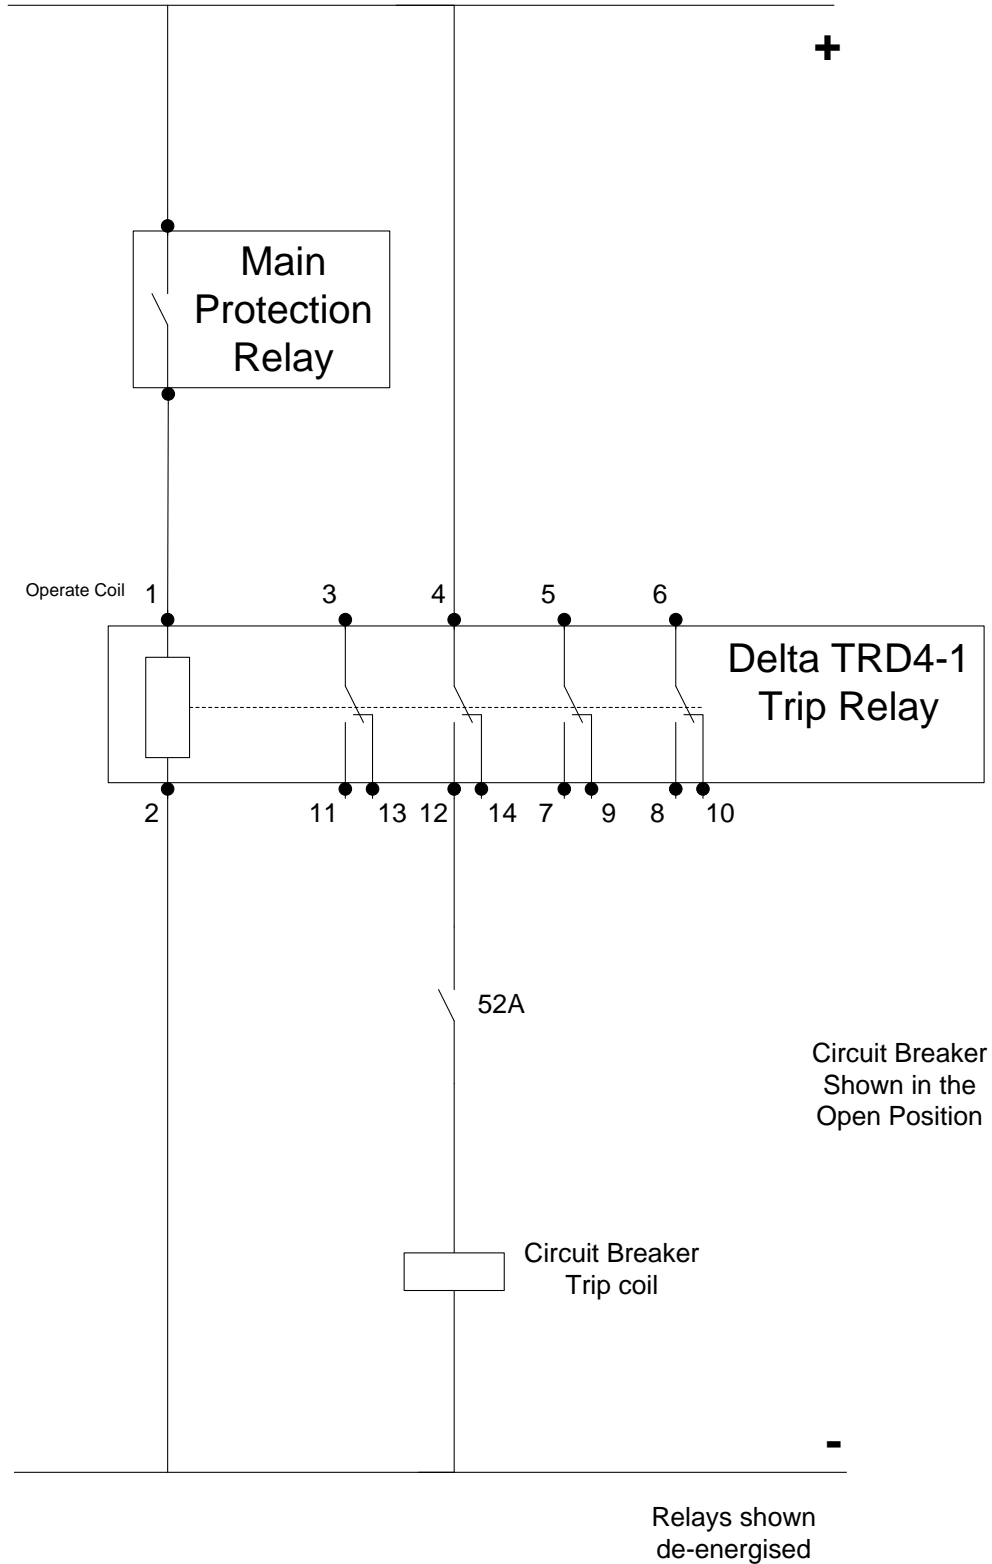 +
Main
Protection
Relay
Operate Coil 1 3 4 5 6
Delta TRD4-1
Trip Relay
2 11 13 12 14 7 9 8 10
52A
Circuit Breaker
Shown in the
Open Position
Circuit Breaker
Trip coil
-
Relays shown
de-energised